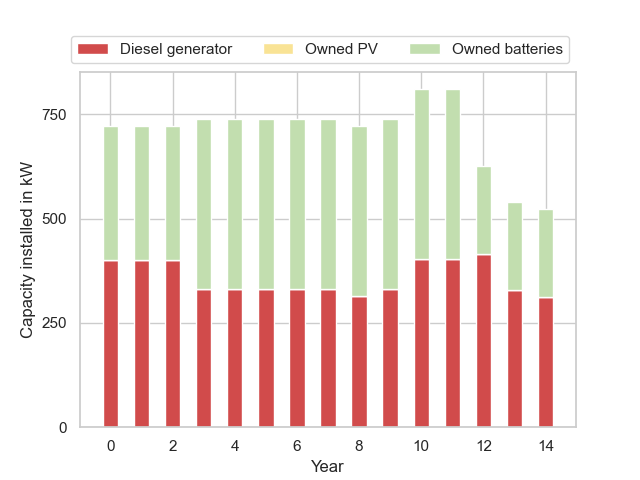 Diesel generator Owned PV Owned batteries
750
500
250
0
Capacity installed in kW
0 2 4 6 8 10 12 14
Year